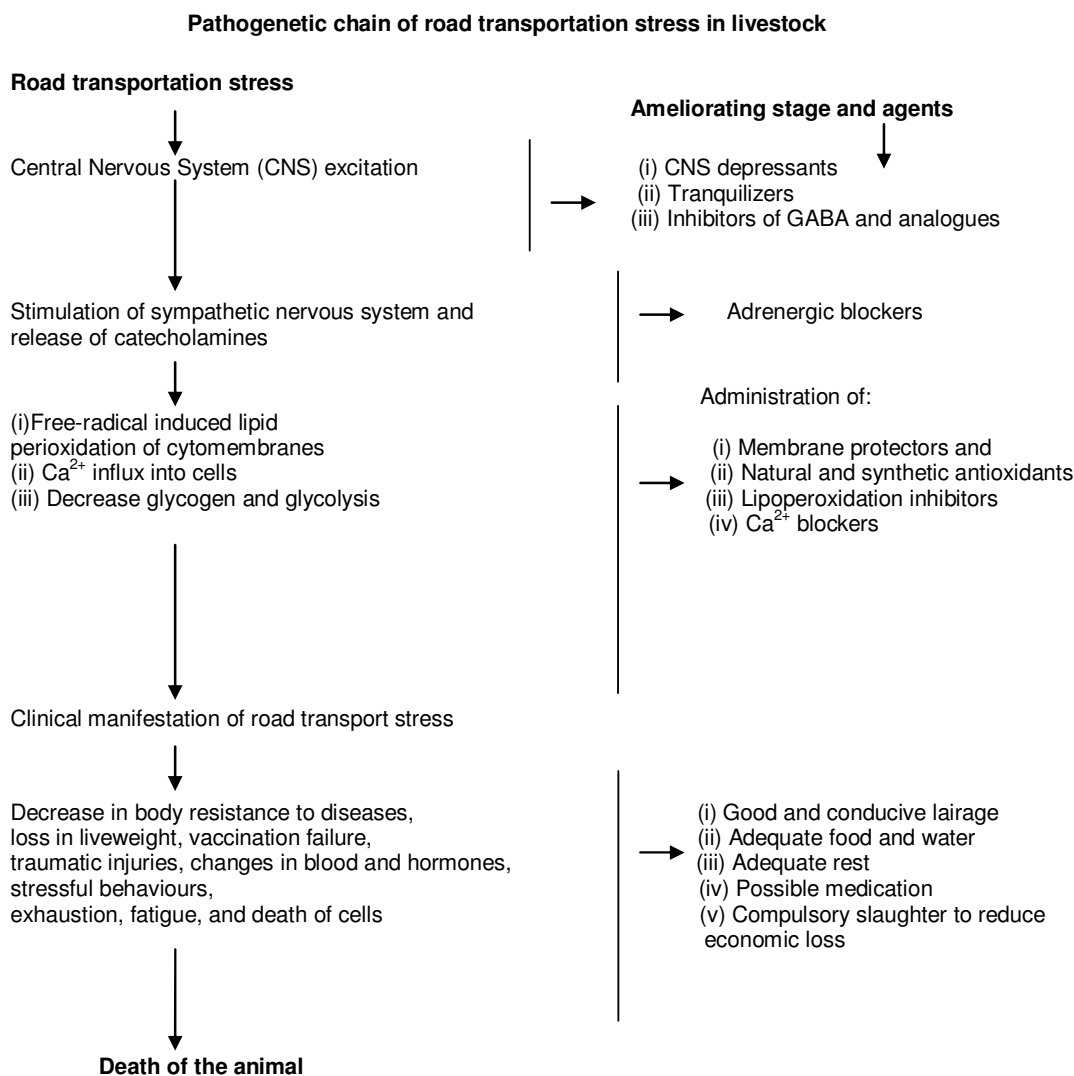 Pathogenetic chain of road transportation stress in livestock
Road transportation stress
Central Nervous System (CNS) excitation
Stimulation of sympathetic nervous system and
release of catecholamines
(i)Free-radical induced lipid
perioxidation of cytomembranes
(ii) Ca²⁺ influx into cells
(iii) Decrease glycogen and glycolysis
Clinical manifestation of road transport stress
Decrease in body resistance to diseases,
loss in liveweight, vaccination failure,
traumatic injuries, changes in blood and hormones,
stressful behaviours,
exhaustion, fatigue, and death of cells
Death of the animal
Ameliorating stage and agents
(i) CNS depressants
(ii) Tranquilizers
(iii) Inhibitors of GABA and analogues
Adrenergic blockers
Administration of:
(i) Membrane protectors and
(ii) Natural and synthetic antioxidants
(iii) Lipoperoxidation inhibitors
(iv) Ca²⁺ blockers
(i) Good and conducive lairage
(ii) Adequate food and water
(iii) Adequate rest
(iv) Possible medication
(v) Compulsory slaughter to reduce
economic loss